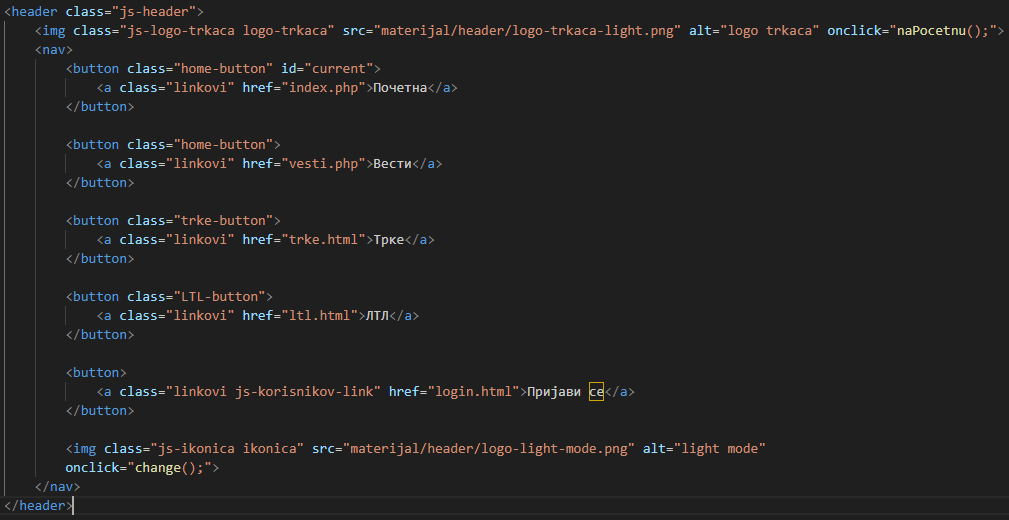 <header class="js-header">
<img class="js-logo-trkaca logo-trkaca" src="materijal/header/logo-trkaca-light.png" alt="logo trkaca" onclick="naPocetnu();">
<nav>
<button class="home-button" id="current">
<a class="linkovi" href="index.php">Почетна</a>
</button>
<button class="home-button">
<a class="linkovi" href="vesti.php">Вести</a>
</button>
<button class="trke-button">
<a class="linkovi" href="trke.html">Трке</a>
</button>
<button class="LTL-button">
<a class="linkovi" href="ltl.html">ЛТЛ</a>
</button>
<button>
<a class="linkovi js-korisnikov-link" href="login.html">Пријави се</a>
</button>
<img class="js-ikonica ikonica" src="materijal/header/logo-light-mode.png" alt="light mode"
onclick="change();">
</nav>
</header>